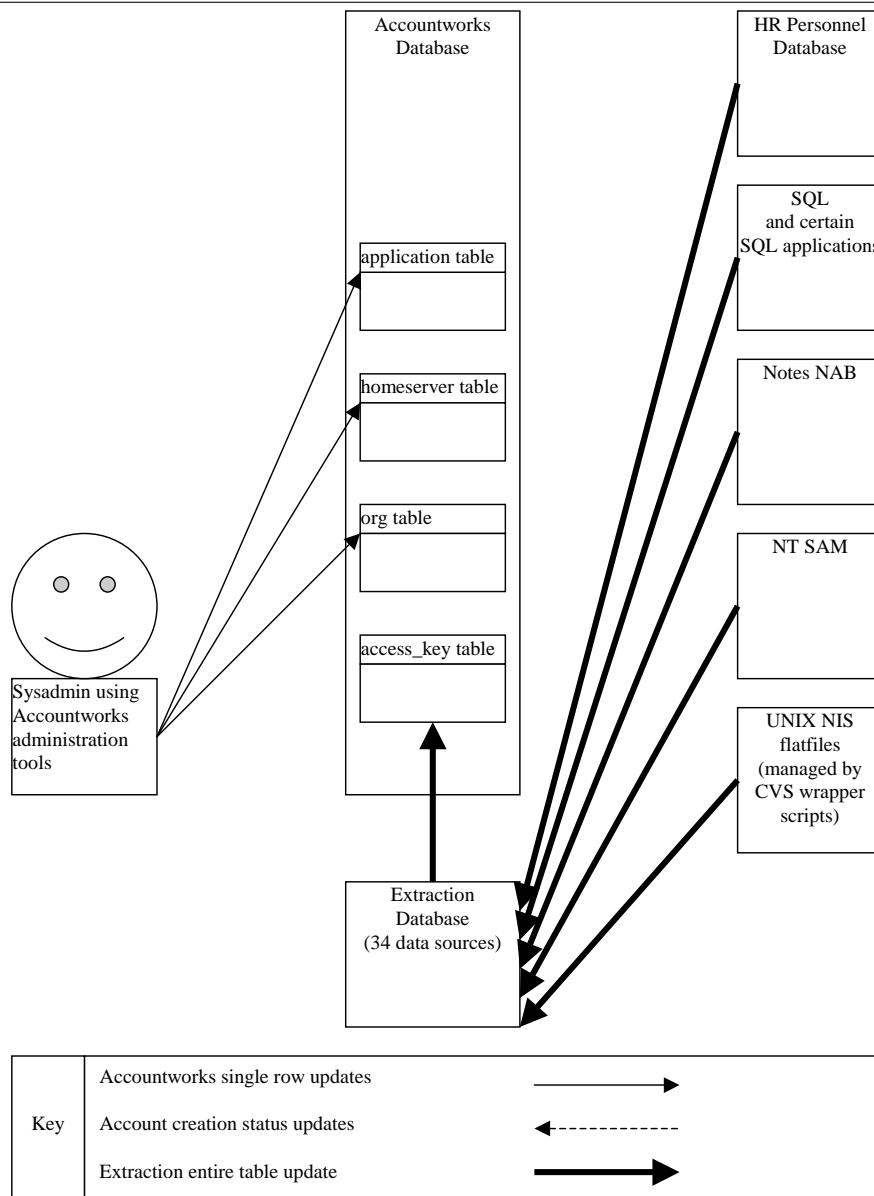 Accountworks
Database
HR Personnel
Database
application table
homeserver table
org table
access_key table
SQL
and certain
SQL applications
Notes NAB
NT SAM
UNIX NIS
flatfiles
(managed by
CVS wrapper
scripts)
Sysadmin using
Accountworks
administration
tools
Extraction
Database
(34 data sources)
Key
Accountworks single row updates
Account creation status updates
Extraction entire table update